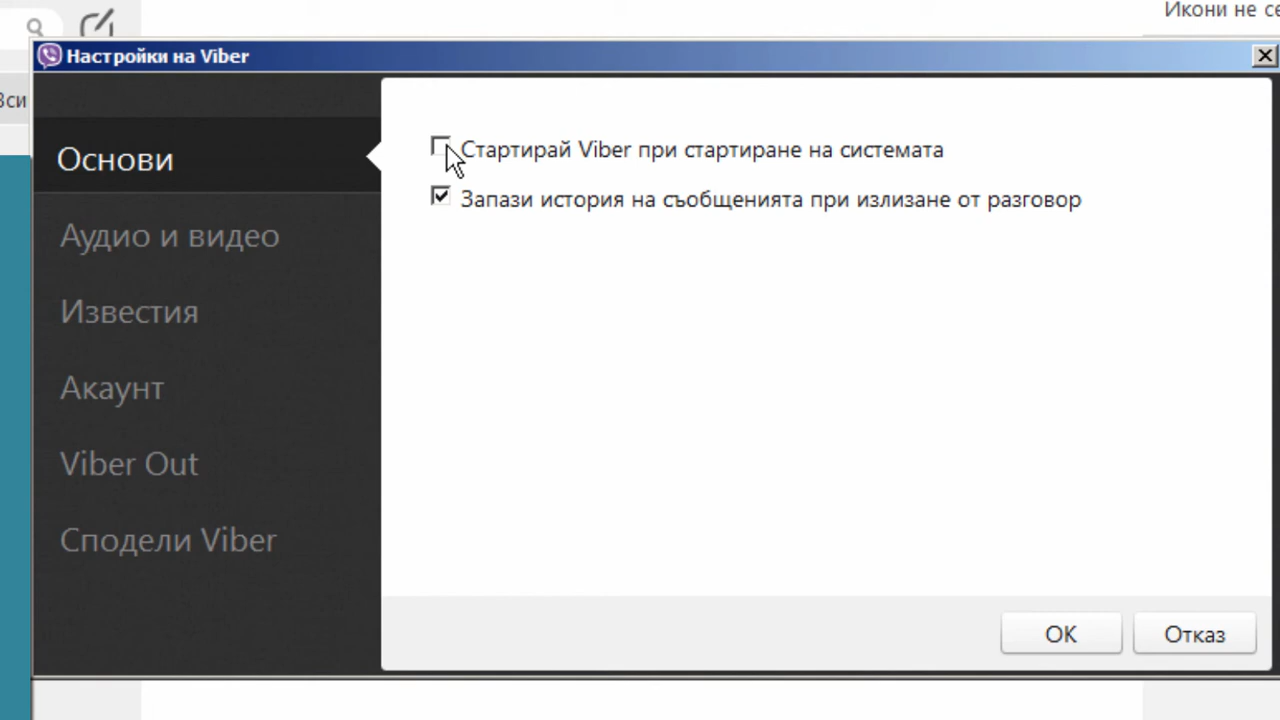 Икони не се
Настройки на Viber
Вси
Основи
Стартирай Viber при стартиране на системата
Запази история на съобщенията при излизане от разговор
Аудио и видео
Известия
Акаунт
Viber Out
Сподели Viber
OK
Отказ